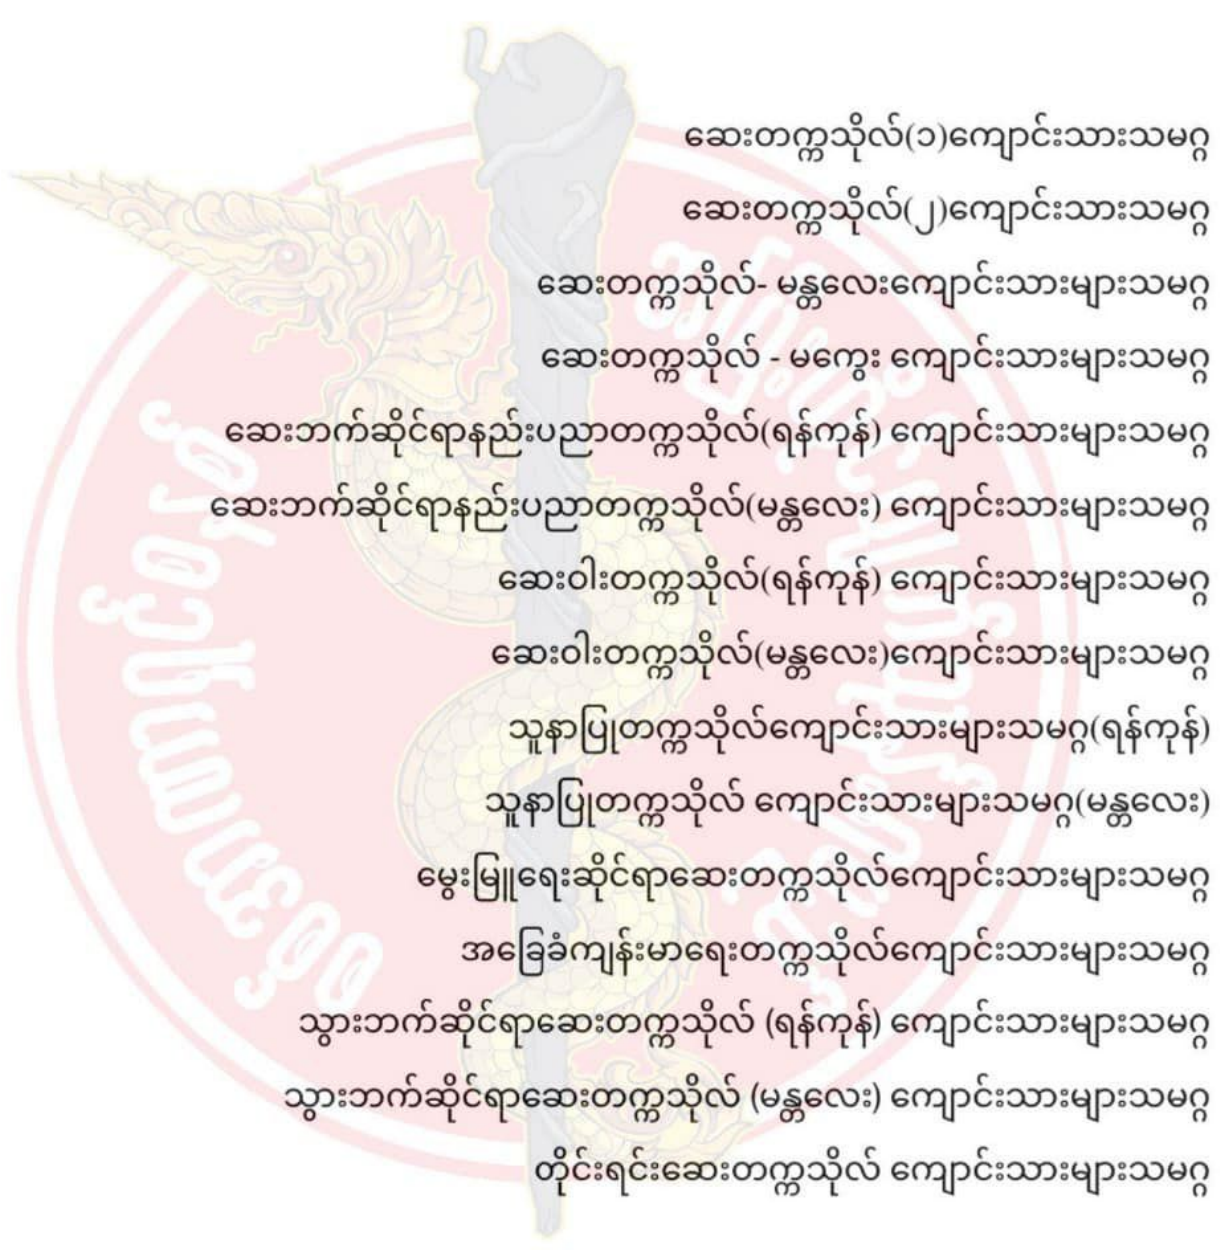 ဆေးတက္ကသိုလ်(၁)ကျောင်းသားသမဂ္ဂ
ဆေးတက္ကသိုလ်(၂)ကျောင်းသားသမဂ္ဂ
ဆေးတက္ကသိုလ်- မန္တလေးကျောင်းသားများသမဂ္ဂ
ဆေးတက္ကသိုလ် - မကွေး ကျောင်းသားများသမဂ္ဂ
ဆေးဘက်ဆိုင်ရာနည်းပညာတက္ကသိုလ်(ရန်ကုန်) ကျောင်းသားများသမဂ္ဂ
ဆေးဘက်ဆိုင်ရာနည်းပညာတက္ကသိုလ်(မန္တလေး) ကျောင်းသားများသမဂ္ဂ
ဆေးဝါးတက္ကသိုလ်(ရန်ကုန်) ကျောင်းသားများသမဂ္ဂ
ဆေးဝါးတက္ကသိုလ်(မန္တလေး)ကျောင်းသားများသမဂ္ဂ
သူနာပြုတက္ကသိုလ်ကျောင်းသားများသမဂ္ဂ(ရန်ကုန်)
သူနာပြုတက္ကသိုလ် ကျောင်းသားများသမဂ္ဂ(မန္တလေး)
မွေးမြူရေးဆိုင်ရာဆေးတက္ကသိုလ်ကျောင်းသားများသမဂ္ဂ
အခြေခံကျန်းမာရေးတက္ကသိုလ်ကျောင်းသားများသမဂ္ဂ
သွားဘက်ဆိုင်ရာဆေးတက္ကသိုလ် (ရန်ကုန်) ကျောင်းသားများသမဂ္ဂ
သွားဘက်ဆိုင်ရာဆေးတက္ကသိုလ် (မန္တလေး) ကျောင်းသားများသမဂ္ဂ
တိုင်းရင်းဆေးတက္ကသိုလ် ကျောင်းသားများသမဂ္ဂ